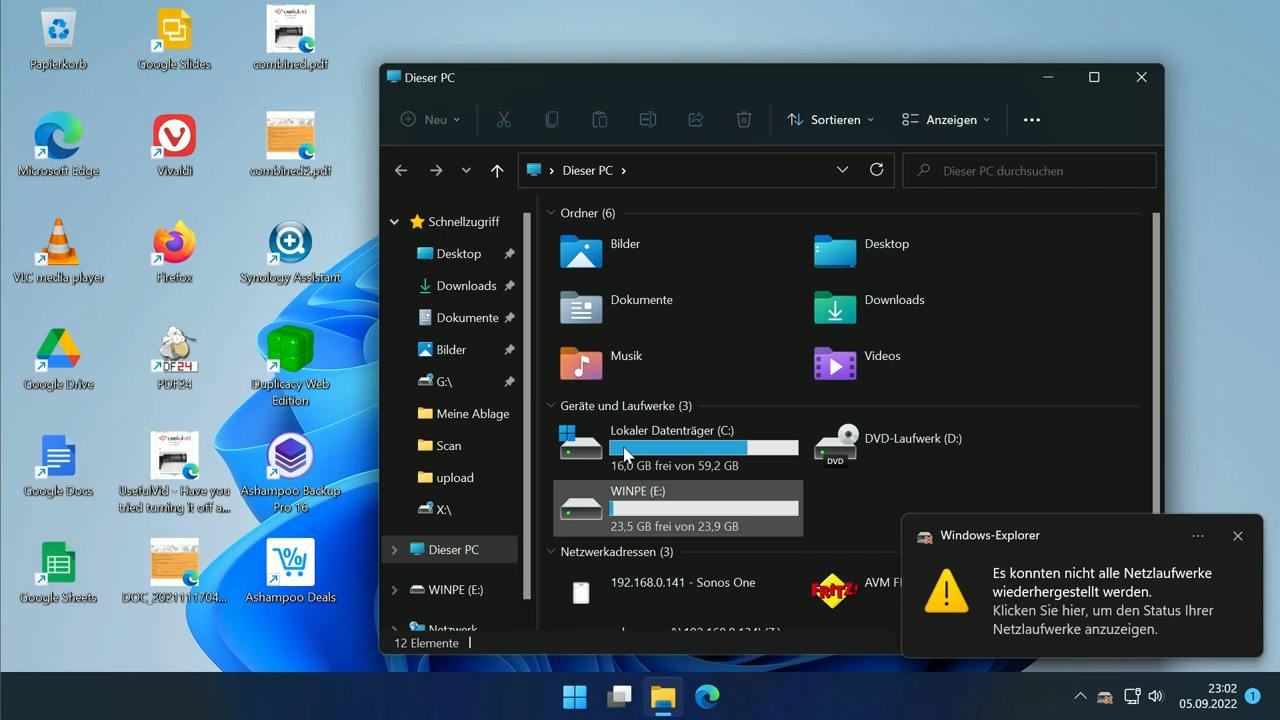 Papierkorb
Google Slides
usefulvid
combined.pdf
Microsoft Edge
Vivaldi
combined2.pdf
VLC media player
Firefox
Synology Assistant
Google Drive
DF24
PDF24
Duplicacy Web
Edition
Google Docs
usefulvid
UsefulVid - Have you
tried turning it off a...
Ashampoo Backup
Pro 16
Google Sheets
DOC_2021111704...
Ashampoo Deals
Dieser PC
Neu
Sortieren
Anzeigen
Dieser PC
Dieser PC durchsuchen
Schnellzugriff
Desktop
Downloads
Dokumente
Bilder
G:\
Meine Ablage
Scan
upload
X:\
Dieser PC
WINPE (E:)
Netzwerk
Ordner (6)
Bilder
Desktop
Dokumente
Downloads
Musik
Videos
Geräte und Laufwerke (3)
Lokaler Datenträger (C:)
16,0 GB frei von 59,2 GB
DVD
DVD-Laufwerk (D:)
WINPE (E:)
23,5 GB frei von 23,9 GB
Netzwerkadressen (3)
192.168.0.141 - Sonos One
FRITZ!
AVM F
12 Elemente
Windows-Explorer
Es konnten nicht alle Netzlaufwerke
wiederhergestellt werden.
Klicken Sie hier, um den Status Ihrer
Netzlaufwerke anzuzeigen.
23:02
05.09.2022
1